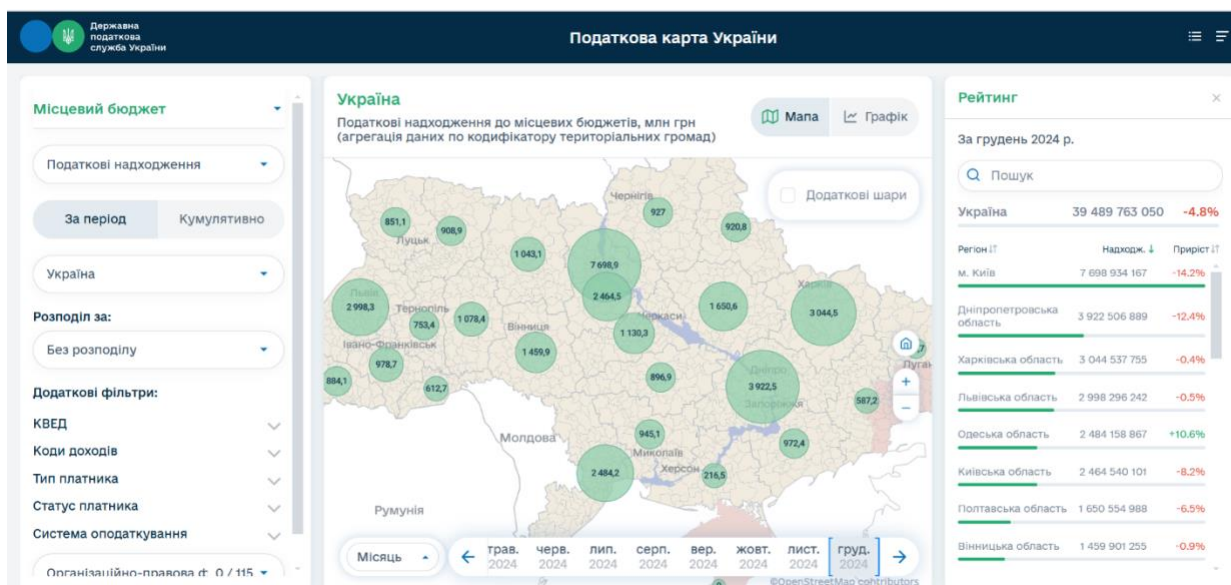 Державна
податкова
служба України
Податкова карта України
Місцевий бюджет
Податкові надходження
За період
Кумулятивно
Україна
Розподіл за:
Без розподілу
Додаткові фільтри:
КВЕД
Коди доходів
Тип платника
Статус платника
Система оподаткування
0 / 115
Україна
Податкові надходження до місцевих бюджетів, млн грн
(агрегація даних по кодифікатору територіальних громад)
Мапа
Графік
Додаткові шари
Чернігів
927
851,1
908,9
Луцьк
920,8
1 043,1
7 698,9
Львів
Харків
2 998,3
Тернопіль
753,4
1 078,4
2 464,5
1 650,6
3 044,5
Черкаси
Вінниця
1 130,3
Івано-Франківськ
1 459,9
978,7
884,1
612,7
896,9
Дніпро
3 922,5
Запоріжжя
587,2
Молдова
945,1
Миколаїв
972,4
2 484,2
Херсон
216,5
Румунія
Місяць
трав.
2024
черв.
2024
лип.
2024
серп.
2024
вер.
2024
жовт.
2024
лист.
2024
груд.
2024
©OpenStreetMap contributors
Рейтинг
За грудень 2024 р.
Пошук
Україна 39 489 763 050 -4.8%
Регіон Надходж. Приріст
м. Київ 7 698 934 167 -14.2%
Дніпропетровська
область 3 922 506 889 -12.4%
Харківська область 3 044 537 755 -0.4%
Львівська область 2 998 296 242 -0.5%
Одеська область 2 484 158 867 +10.6%
Київська область 2 464 540 101 -8.2%
Полтавська область 1 650 554 988 -6.5%
Вінницька область 1 459 901 255 -0.9%